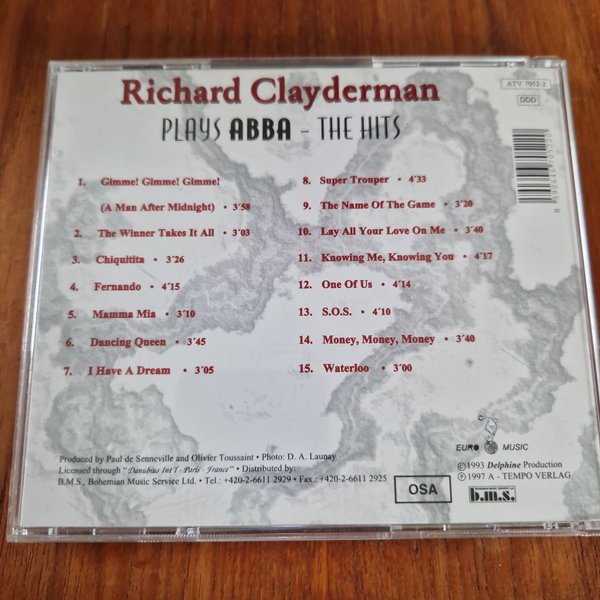 Richard Clayderman
PLAYS ABBA – THE HITS
ATV 7052-2
DDD
1. Gimme! Gimme! Gimme!
(A Man After Midnight) • 3´58
2. The Winner Takes It All • 3´03
3. Chiquitita • 3´26
4. Fernando • 4´15
5. Mamma Mia • 3´10
6. Dancing Queen • 3´45
7. I Have A Dream • 3´05
8. Super Trouper • 4´33
9. The Name Of The Game • 3´20
10. Lay All Your Love On Me • 3´40
11. Knowing Me, Knowing You • 4´17
12. One Of Us • 4´14
13. S.O.S. • 4´10
14. Money, Money, Money • 3´40
15. Waterloo • 3´00
Produced by Paul de Senneville and Olivier Toussaint • Photo: D. A. Launay
Licensed through "Danubius Int´l - Paris - France" • Distributed by:
B.M.S., Bohemian Music Service Ltd. • Tel.: +420-2-6611 2929 • Fax.: +420-2-6611 2925
OSA
EURO MUSIC
©1993 Delphine Production
℗1997 A - TEMPO VERLAG
b.m.s.